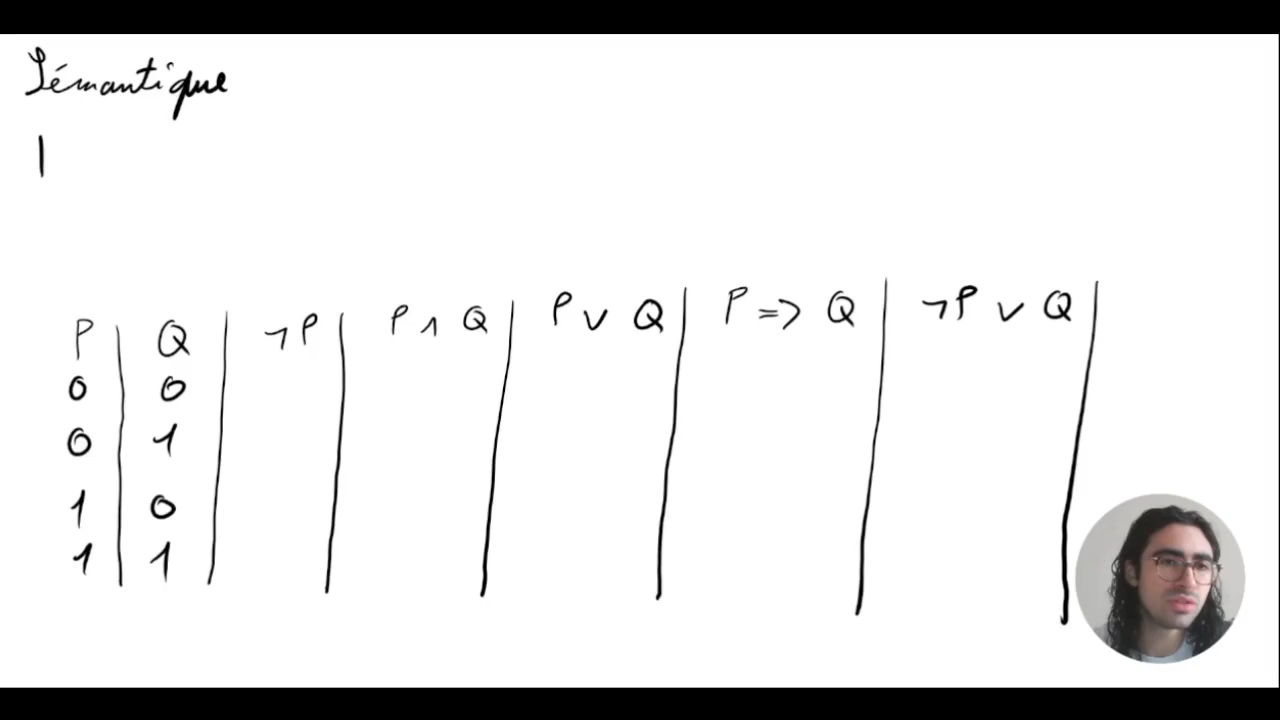 Sémantique
|
P | Q | ¬P | P ∧ Q | P ∨ Q | P => Q | ¬P ∨ Q |
0 | 0
0 | 1
1 | 0
1 | 1